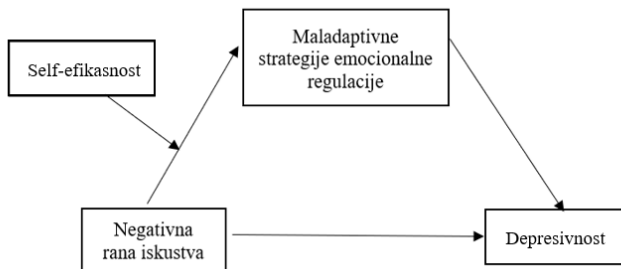 Maladaptivne
strategije emocionalne
regulacije
Self-efikasnost
Negativna
rana iskustva
Depresivnost